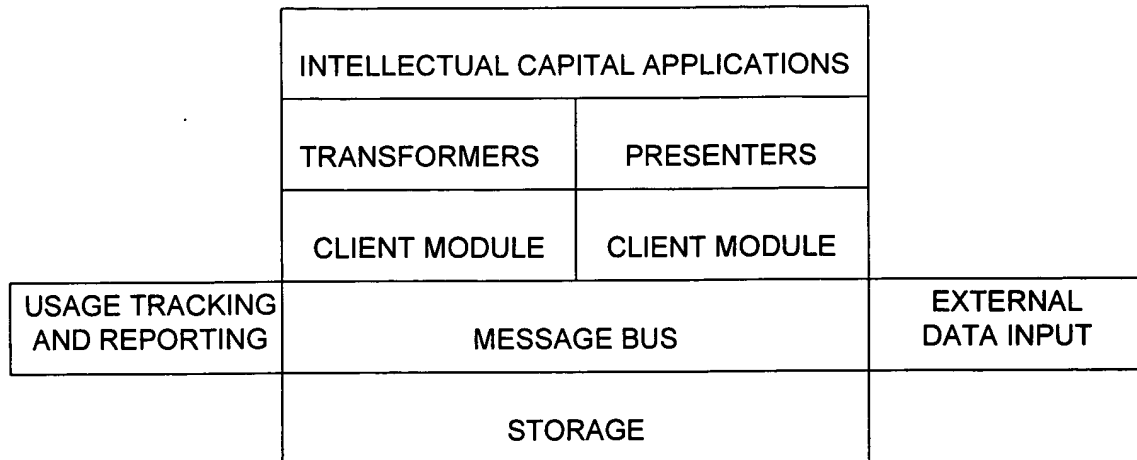 INTELLECTUAL CAPITAL APPLICATIONS
TRANSFORMERS
PRESENTERS
CLIENT MODULE
CLIENT MODULE
USAGE TRACKING
AND REPORTING
MESSAGE BUS
EXTERNAL
DATA INPUT
STORAGE